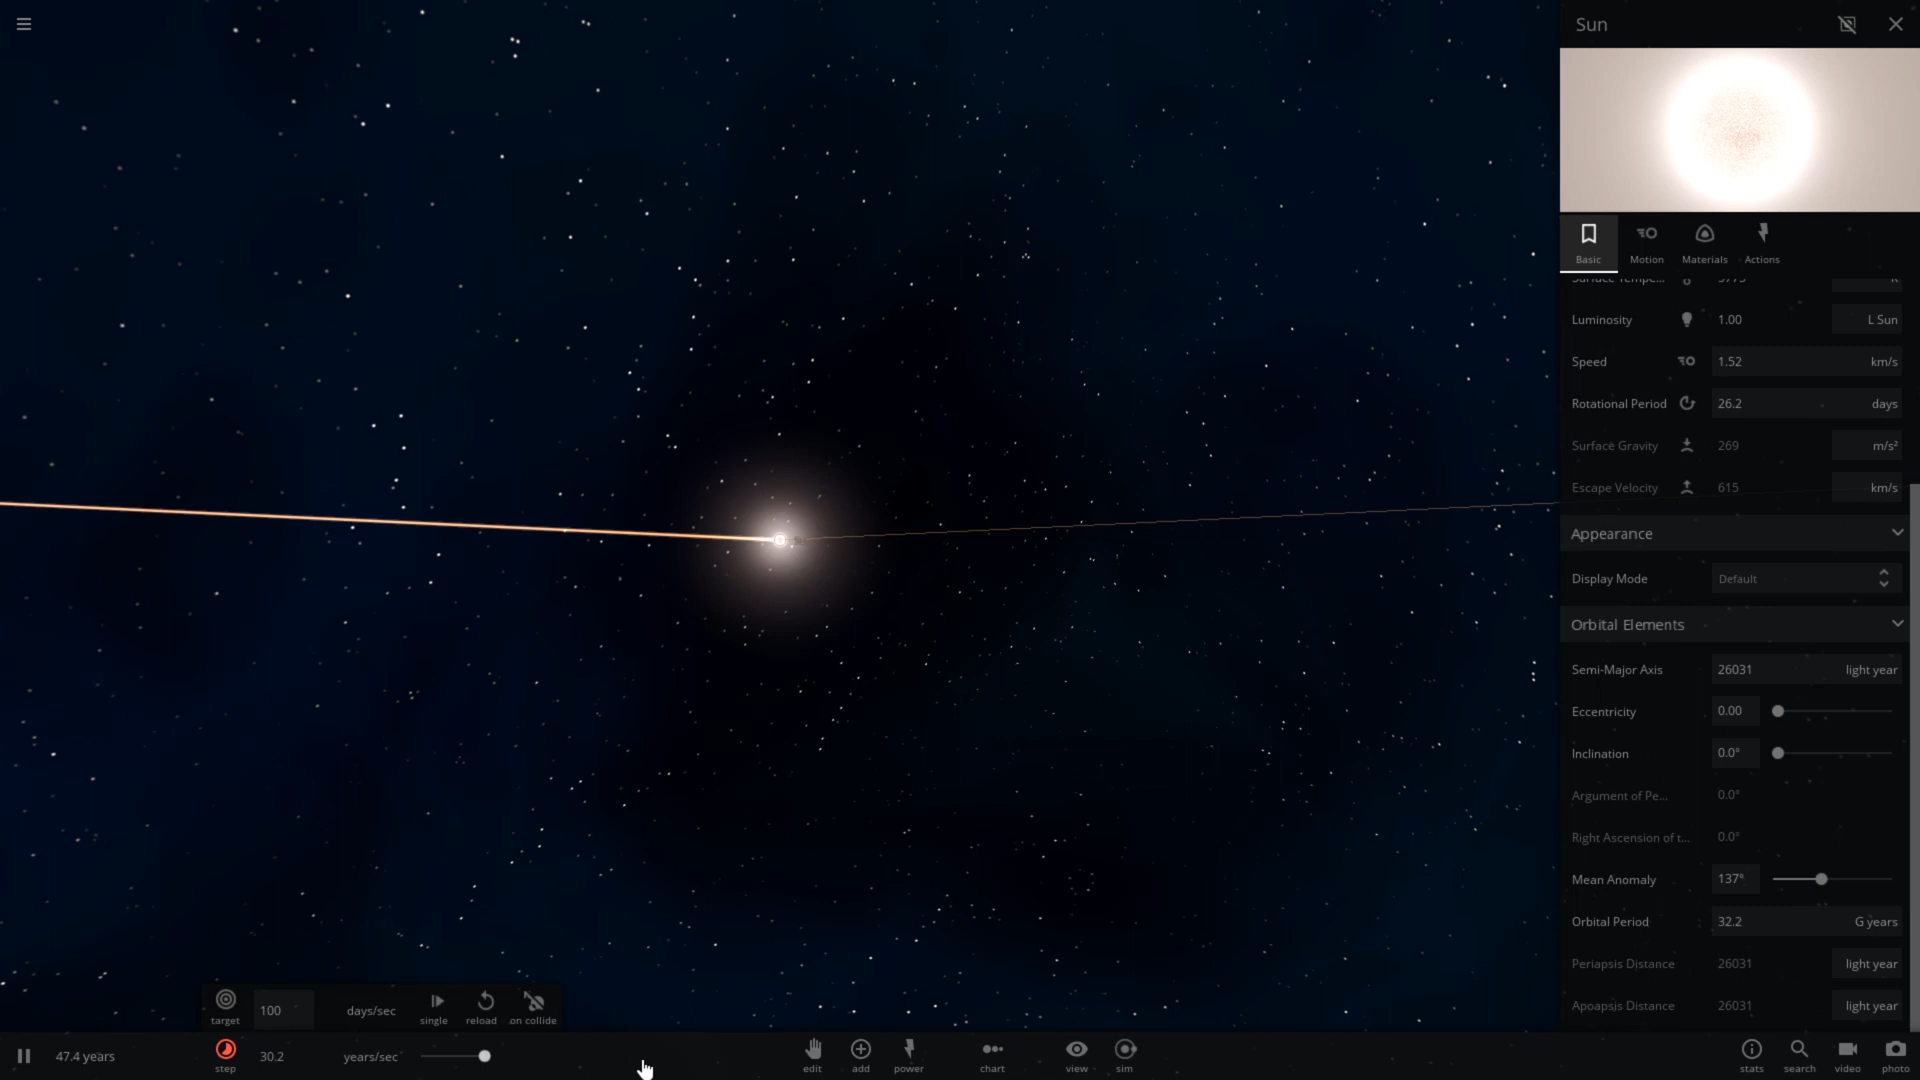 Sun
Basic
Motion
Materials
Actions
Luminosity 1.00 L Sun
Speed 1.52 km/s
Rotational Period 26.2 days
Surface Gravity 269 m/s²
Escape Velocity 615 km/s
Appearance
Display Mode Default
Orbital Elements
Semi-Major Axis 26031 light year
Eccentricity 0.00
Inclination 0.0°
Argument of Pe... 0.0°
Right Ascension of t... 0.0°
Mean Anomaly 137°
Orbital Period 32.2 G years
Periapsis Distance 26031 light year
Apoapsis Distance 26031 light year
target
100 days/sec
single
reload
on collide
47.4 years
step
30.2 years/sec
edit
add
power
chart
view
sim
stats
search
video
photo